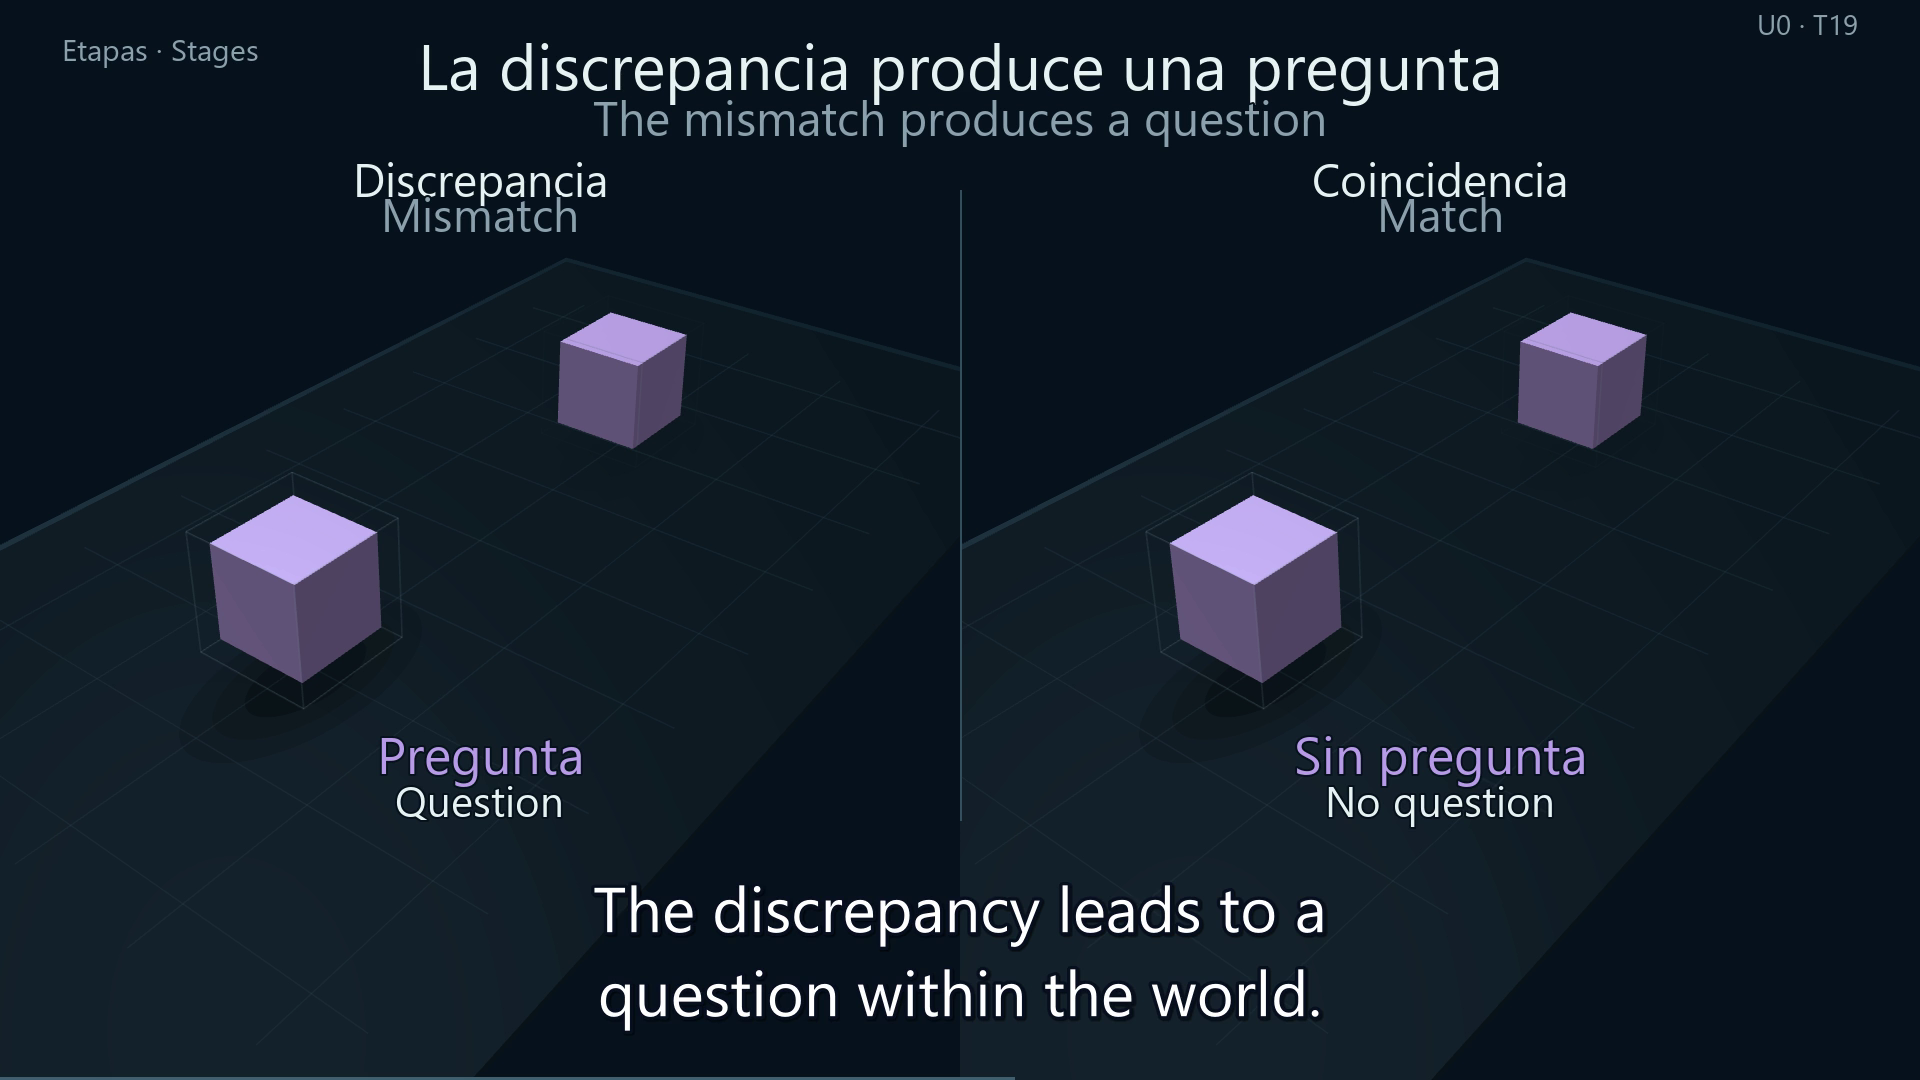 Etapas · Stages
U0 · T19
La discrepancia produce una pregunta
The mismatch produces a question
Discrepancia
Mismatch
Coincidencia
Match
Pregunta
Question
Sin pregunta
No question
The discrepancy leads to a
question within the world.